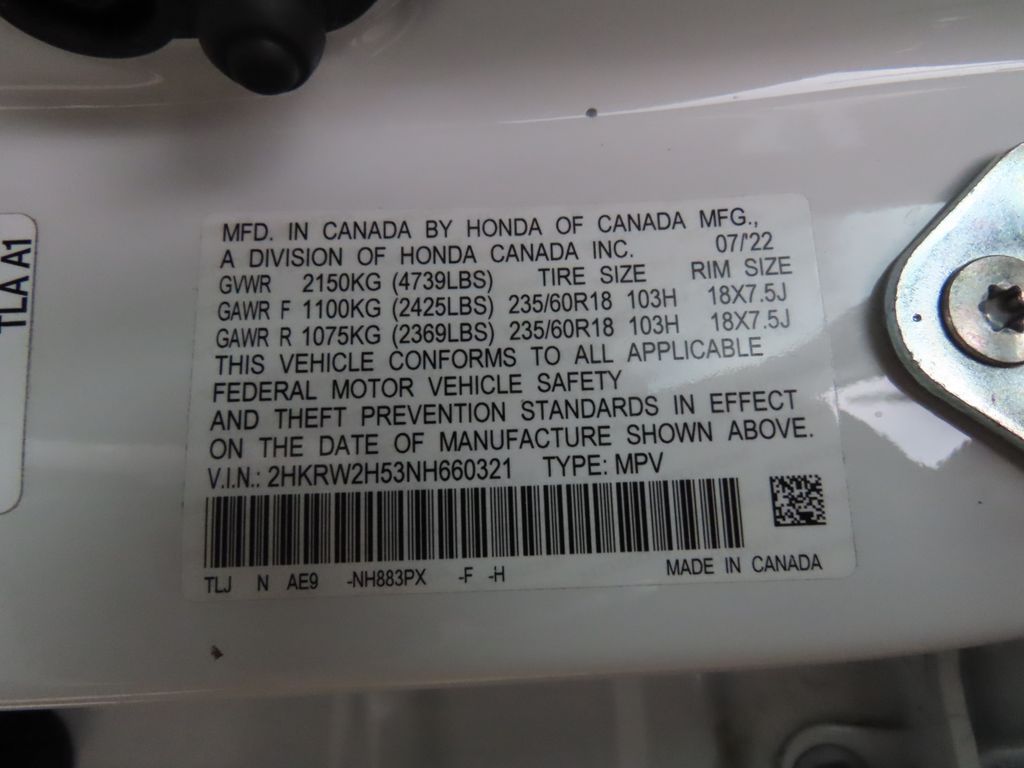 TLA A1
MFD. IN CANADA BY HONDA OF CANADA MFG.,
A DIVISION OF HONDA CANADA INC. 07/'22
GVWR 2150KG (4739LBS) TIRE SIZE RIM SIZE
GAWR F 1100KG (2425LBS) 235/60R18 103H 18X7.5J
GAWR R 1075KG (2369LBS) 235/60R18 103H 18X7.5J
THIS VEHICLE CONFORMS TO ALL APPLICABLE
FEDERAL MOTOR VEHICLE SAFETY
AND THEFT PREVENTION STANDARDS IN EFFECT
ON THE DATE OF MANUFACTURE SHOWN ABOVE.
V.I.N.: 2HKRW2H53NH660321 TYPE: MPV
TLJ N AE9 -NH883PX -F -H MADE IN CANADA